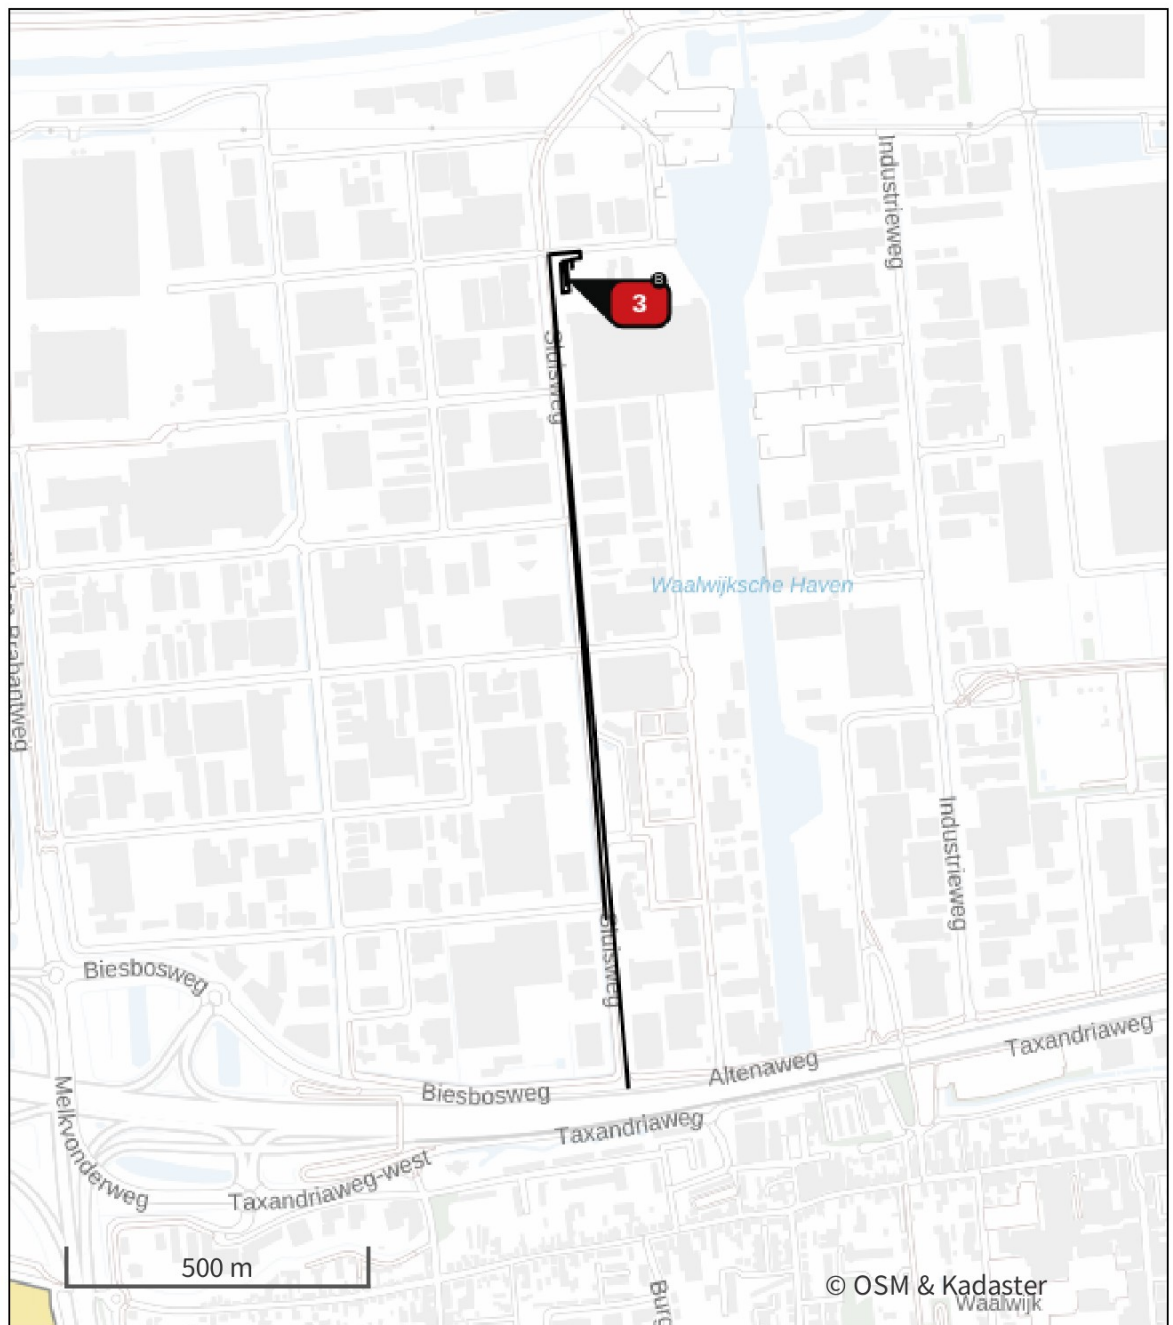 Industrieweg
3
Sluisweg
Waalwijksche Haven
Brabantweg
Industrieweg
Sluisweg
Biesbosweg
Taxandriaweg
Altenaweg
Biesbosweg
Taxandriaweg
Melkvonderweg
Taxandriaweg-west
500 m
© OSM & Kadaster
Waalwijk